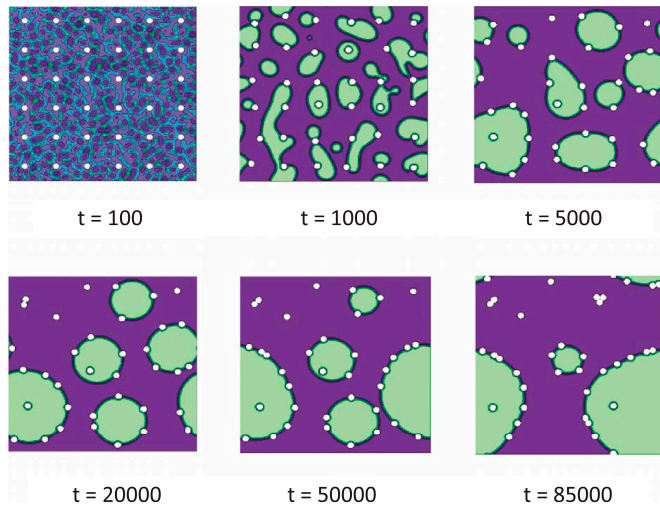 t = 100
t = 1000
t = 5000
t = 20000
t = 50000
t = 85000